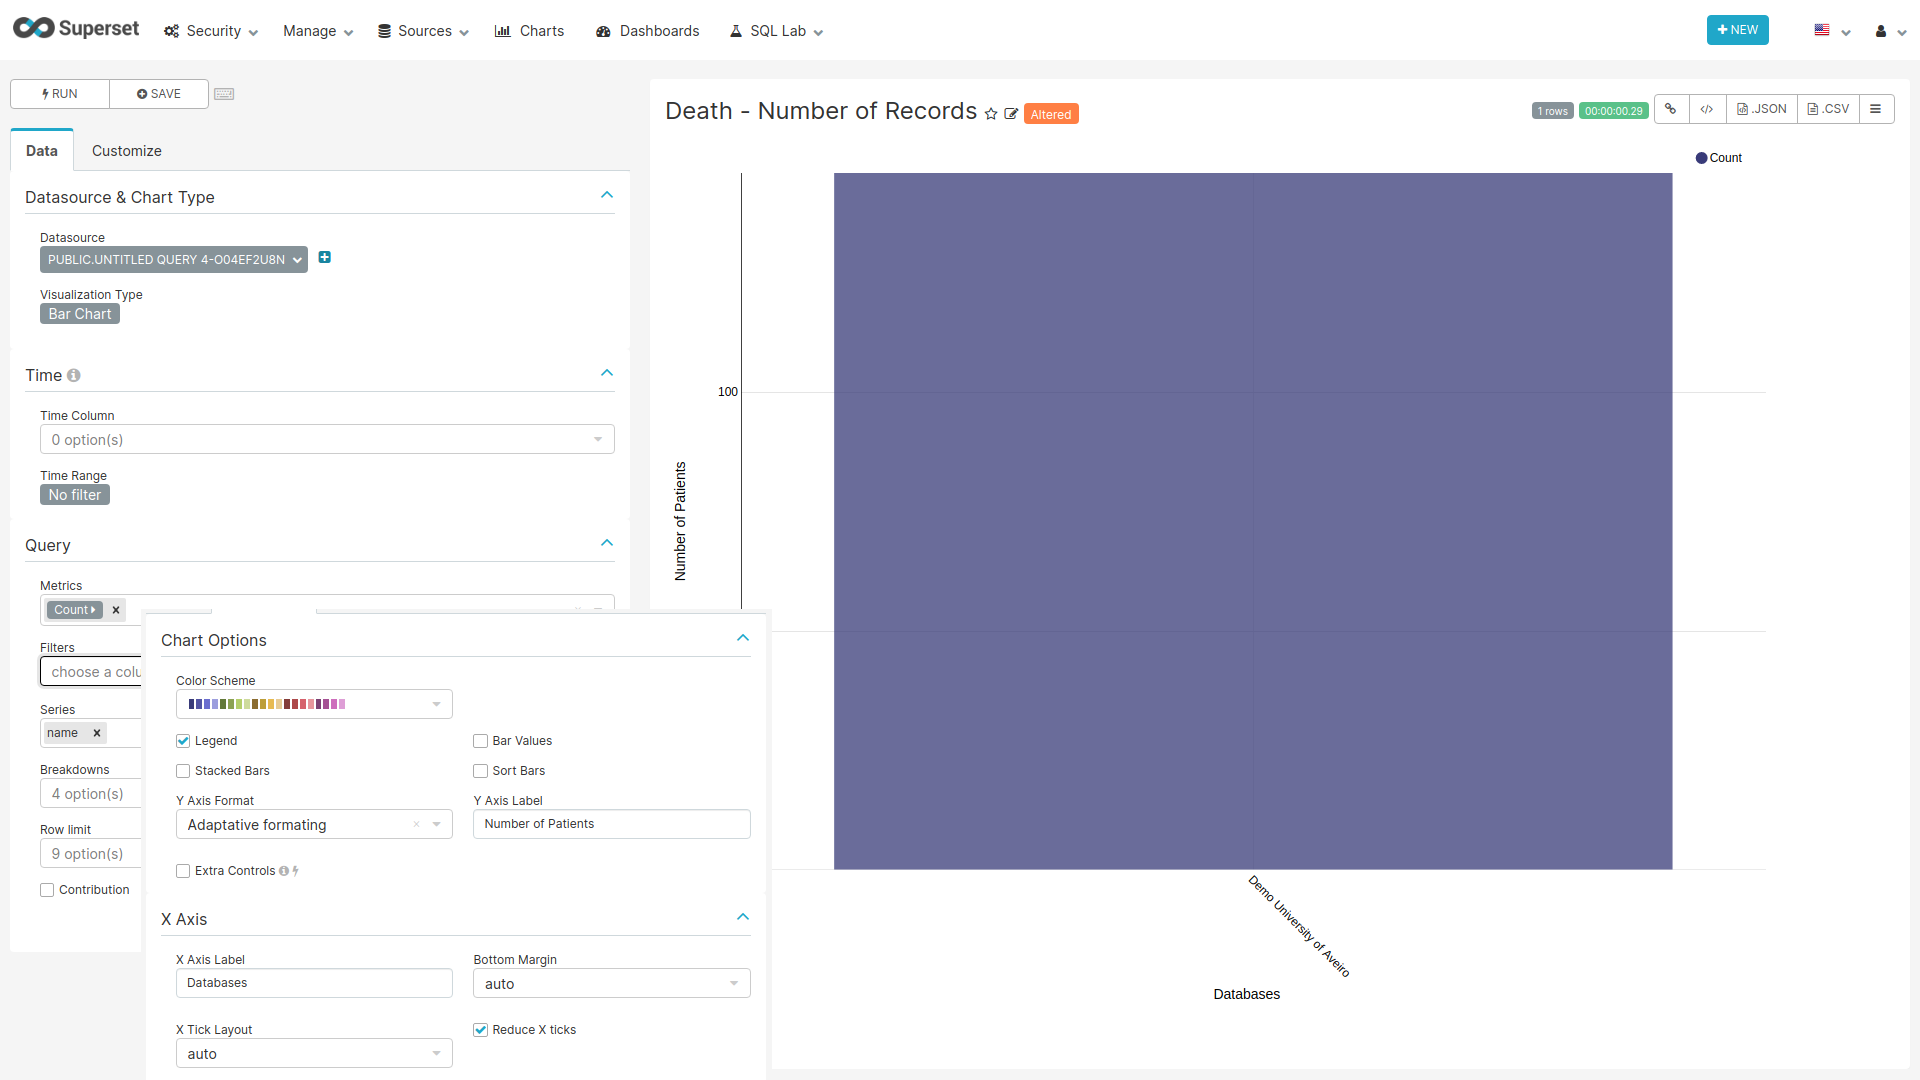 Superset
Security
Manage
Sources
Charts
Dashboards
SQL Lab
NEW
RUN
SAVE
Data
Customize
Datasource & Chart Type
Datasource
PUBLIC.UNTITLED QUERY 4-O04EF2U8N
Visualization Type
Bar Chart
Time
Time Column
0 option(s)
Time Range
No filter
Query
Metrics
Count
Filters
choose a colu
Series
name
Breakdowns
4 option(s)
Row limit
9 option(s)
Contribution
Chart Options
Color Scheme
Legend
Bar Values
Stacked Bars
Sort Bars
Y Axis Format
Y Axis Label
Adaptative formating
Number of Patients
Extra Controls
X Axis
X Axis Label
Bottom Margin
Databases
auto
X Tick Layout
Reduce X ticks
auto
Death - Number of Records
Altered
1 rows
00:00:00.29
.JSON
.CSV
Count
100
Number of Patients
Demo University of Aveiro
Databases